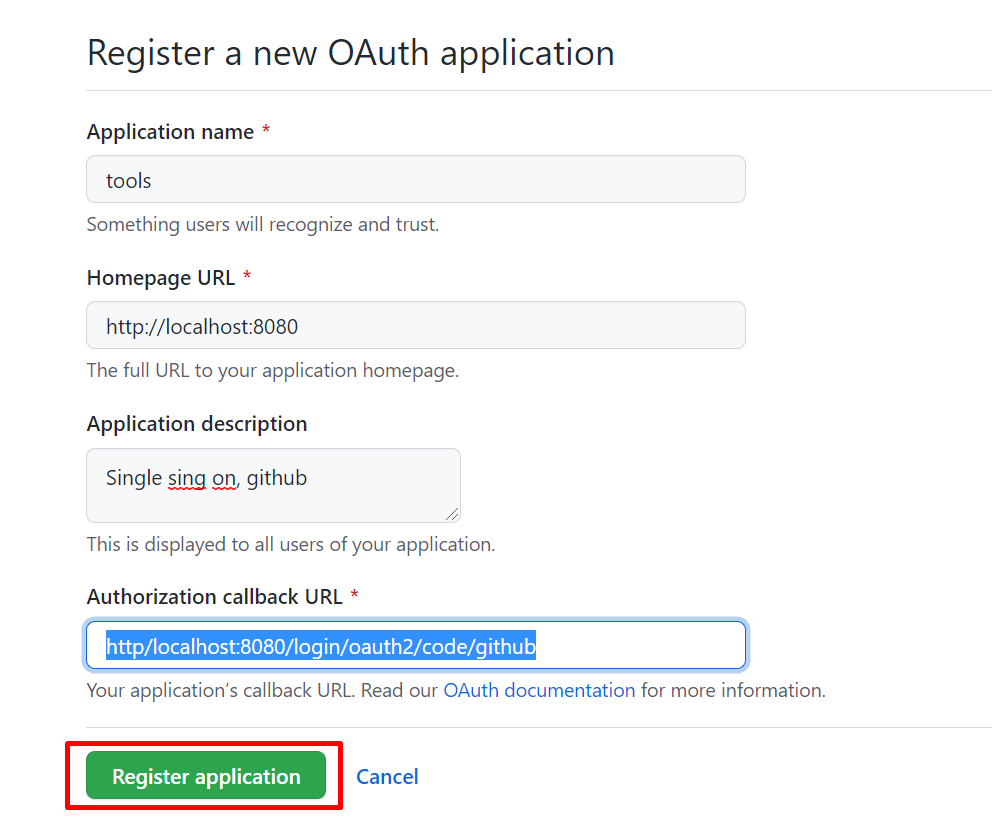 Register a new OAuth application
Application name *
tools
Something users will recognize and trust.
Homepage URL *
http://localhost:8080
The full URL to your application homepage.
Application description
Single sing on, github
This is displayed to all users of your application.
Authorization callback URL *
http/localhost:8080/login/oauth2/code/github
Your application’s callback URL. Read our OAuth documentation for more information.
Register application Cancel